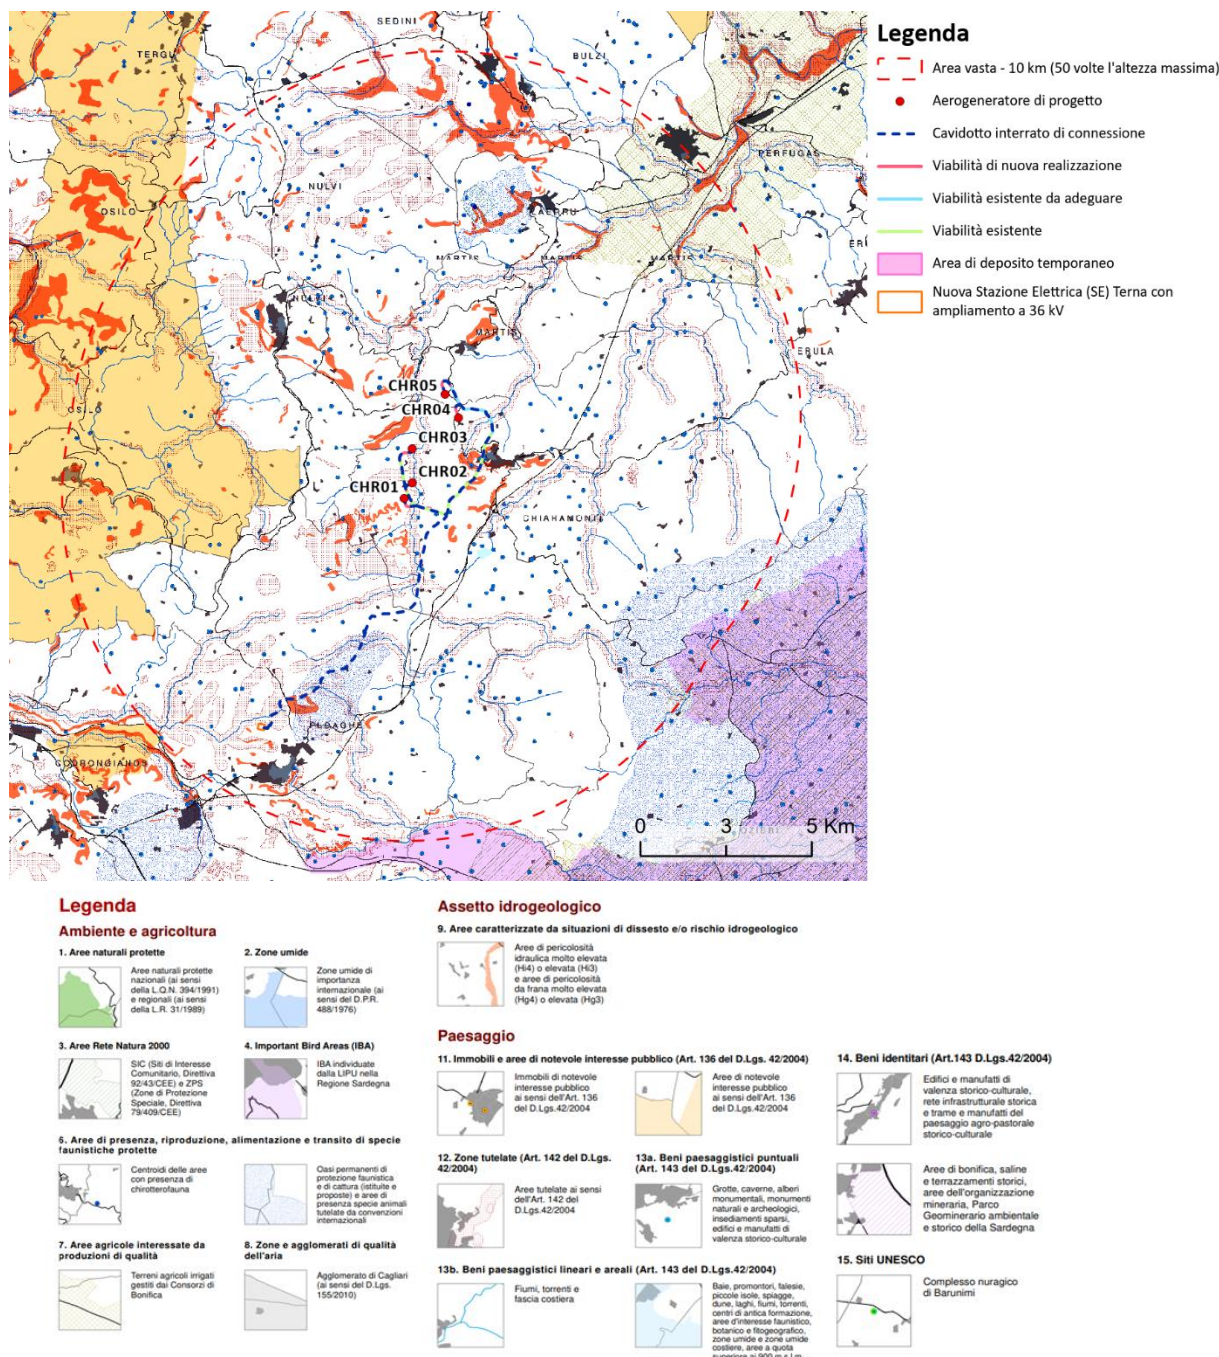 SEDINI
TERGU
BULZI
PERFUGAS
NULVI
OSILO
LAERRU
MARTIS
MARTIS
MARTIS
NULVI
MARTIS
ERULA
CHR05
CHR04
OSILO
CHR03
CHR02
CHR01
CHIARAMONTI
PLOAGHE
CODRONGIANOS
0 3 5 Km
Legenda
Area vasta - 10 km (50 volte l'altezza massima)
Aerogeneratore di progetto
Cavidotto interrato di connessione
Viabilità di nuova realizzazione
Viabilità esistente da adeguare
Viabilità esistente
Area di deposito temporaneo
Nuova Stazione Elettrica (SE) Terna con
ampliamento a 36 kV
Legenda
Ambiente e agricoltura
1. Aree naturali protette
Aree naturali protette
nazionali (ai sensi
della L.Q.N. 394/1991)
e regionali (ai sensi
della L.R. 31/1989)
2. Zone umide
Zone umide di
importanza
internazionale (ai
sensi del D.P.R.
488/1976)
3. Aree Rete Natura 2000
SIC (Siti di Interesse
Comunitario, Direttiva
92/43/CEE) e ZPS
(Zone di Protezione
Speciale, Direttiva
79/409/CEE)
4. Important Bird Areas (IBA)
IBA individuate
dalla LIPU nella
Regione Sardegna
6. Aree di presenza, riproduzione, alimentazione e transito di specie
faunistiche protette
Centroidi delle aree
con presenza di
chirotterofauna
Oasi permanenti di
protezione faunistica
e di cattura (istituite e
proposte) e aree di
presenza specie animali
tutelate da convenzioni
internazionali
7. Aree agricole interessate da
produzioni di qualità
Terreni agricoli irrigati
gestiti dai Consorzi di
Bonifica
8. Zone e agglomerati di qualità
dell'aria
Agglomerato di Cagliari
(ai sensi del D.Lgs.
155/2010)
Assetto idrogeologico
9. Aree caratterizzate da situazioni di dissesto e/o rischio idrogeologico
Aree di pericolosità
idraulica molto elevata
(Hi4) o elevata (Hi3)
e aree di pericolosità
da frana molto elevata
(Hg4) o elevata (Hg3)
Paesaggio
11. Immobili e aree di notevole interesse pubblico (Art. 136 del D.Lgs. 42/2004)
Immobili di notevole
interesse pubblico
ai sensi dell'Art. 136
del D.Lgs.42/2004
Aree di notevole
interesse pubblico
ai sensi dell'Art. 136
del D.Lgs.42/2004
12. Zone tutelate (Art. 142 del D.Lgs.
42/2004)
Aree tutelate ai sensi
dell'Art. 142 del
D.Lgs.42/2004
13a. Beni paesaggistici puntuali
(Art. 143 del D.Lgs.42/2004)
Grotte, caverne, alberi
monumentali, monumenti
naturali e archeologici,
insediamenti sparsi,
edifici e manufatti di
valenza storico-culturale
13b. Beni paesaggistici lineari e areali (Art. 143 del D.Lgs.42/2004)
Fiumi, torrenti e
fascia costiera
Baie, promontori, falesie,
piccole isole, spiagge,
dune, laghi, fiumi, torrenti,
centri di antica formazione,
aree d'interesse faunistico,
botanico e fitogeografico,
zone umide e zone umide
costiere, aree a quota
superiore ai 900 m s.l.m.
14. Beni identitari (Art.143 D.Lgs.42/2004)
Edifici e manufatti di
valenza storico-culturale,
rete infrastrutturale storica
e trame e manufatti del
paesaggio agro-pastorale
storico-culturale
Aree di bonifica, saline
e terrazzamenti storici,
aree dell'organizzazione
mineraria, Parco
Geominerario ambientale
e storico della Sardegna
15. Siti UNESCO
Complesso nuragico
di Barumini